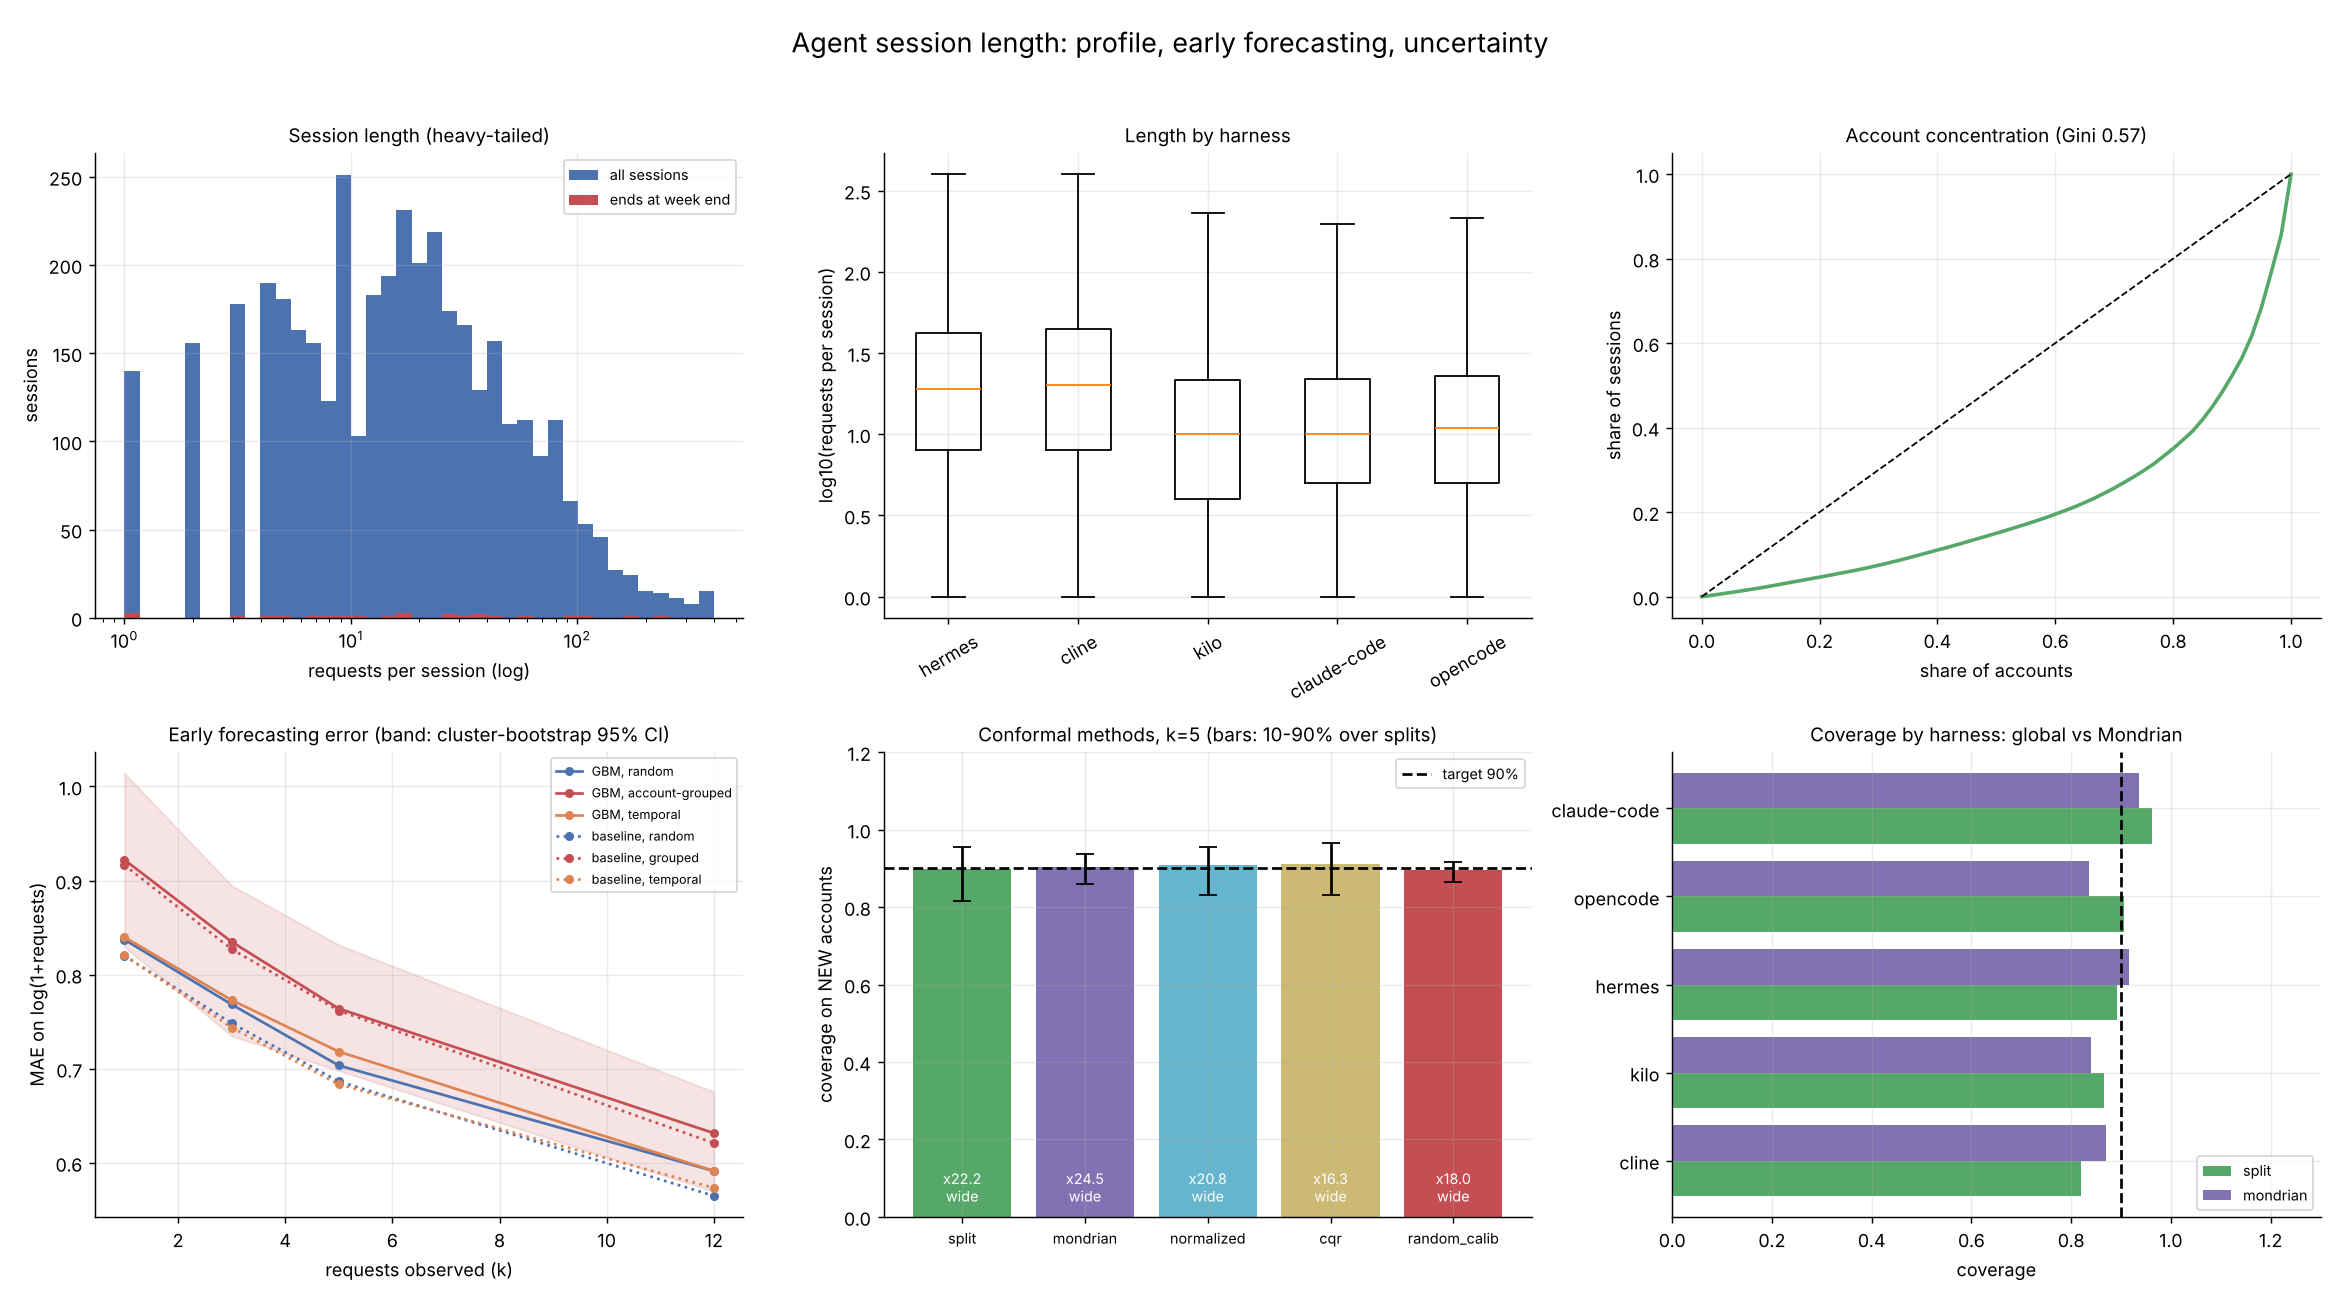 Agent session length: profile, early forecasting, uncertainty
Session length (heavy-tailed)
all sessions
ends at week end
250
200
150
100
50
0
sessions
10⁰
10¹
10²
requests per session (log)
Length by harness
2.5
2.0
1.5
1.0
0.5
0.0
log10(requests per session)
hermes
cline
kilo
claude-code
opencode
Account concentration (Gini 0.57)
1.0
0.8
0.6
0.4
0.2
0.0
share of sessions
0.0 0.2 0.4 0.6 0.8 1.0
share of accounts
Early forecasting error (band: cluster-bootstrap 95% CI)
GBM, random
GBM, account-grouped
GBM, temporal
baseline, random
baseline, grouped
baseline, temporal
1.0
0.9
0.8
0.7
0.6
MAE on log(1+requests)
2 4 6 8 10 12
requests observed (k)
Conformal methods, k=5 (bars: 10-90% over splits)
target 90%
1.2
1.0
0.8
0.6
0.4
0.2
0.0
coverage on NEW accounts
x22.2
wide
x24.5
wide
x20.8
wide
x16.3
wide
x18.0
wide
split
mondrian
normalized
cqr
random_calib
Coverage by harness: global vs Mondrian
claude-code
opencode
hermes
kilo
cline
split
mondrian
0.0 0.2 0.4 0.6 0.8 1.0 1.2
coverage